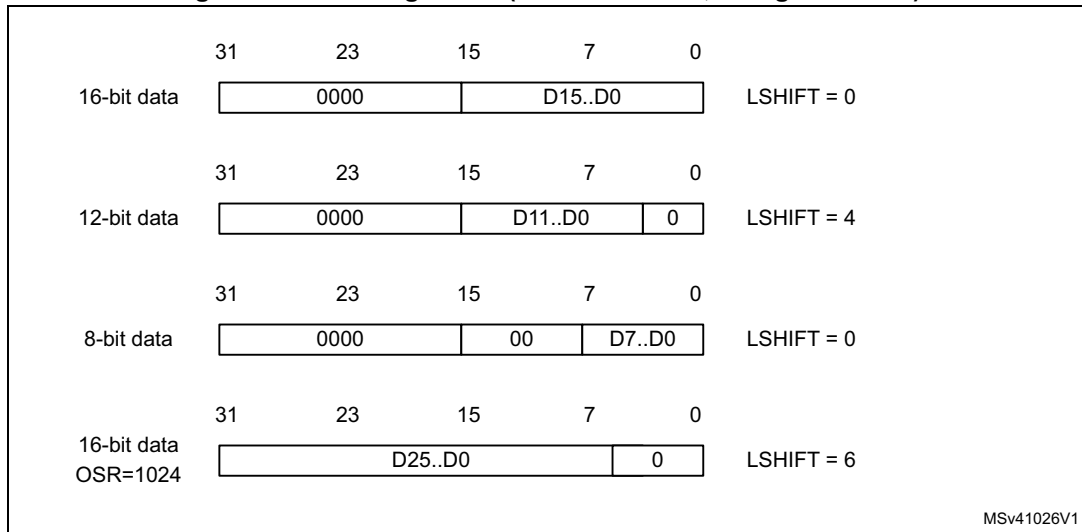 31 23 15 7 0
16-bit data 0000 D15..D0 LSHIFT = 0
31 23 15 7 0
12-bit data 0000 D11..D0 0 LSHIFT = 4
31 23 15 7 0
8-bit data 0000 00 D7..D0 LSHIFT = 0
31 23 15 7 0
16-bit data
OSR=1024 D25..D0 0 LSHIFT = 6
MSv41026V1